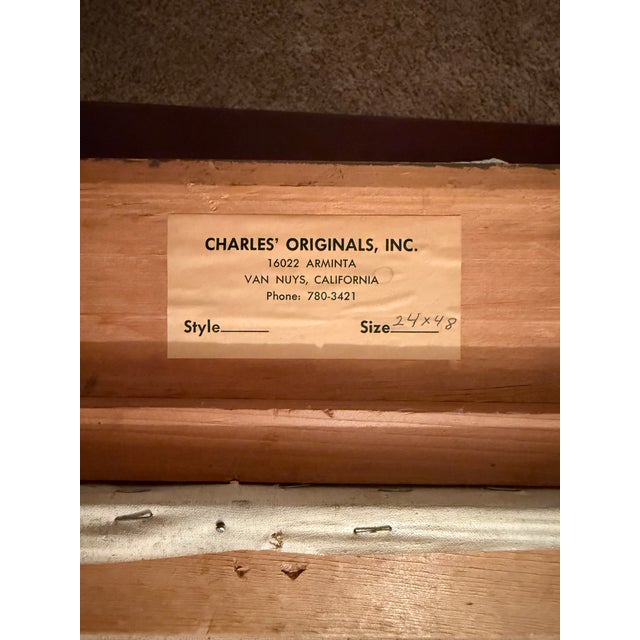 CHARLES' ORIGINALS, INC.
16022 ARMINTA
VAN NUYS, CALIFORNIA
Phone: 780-3421
Style Size 24x48